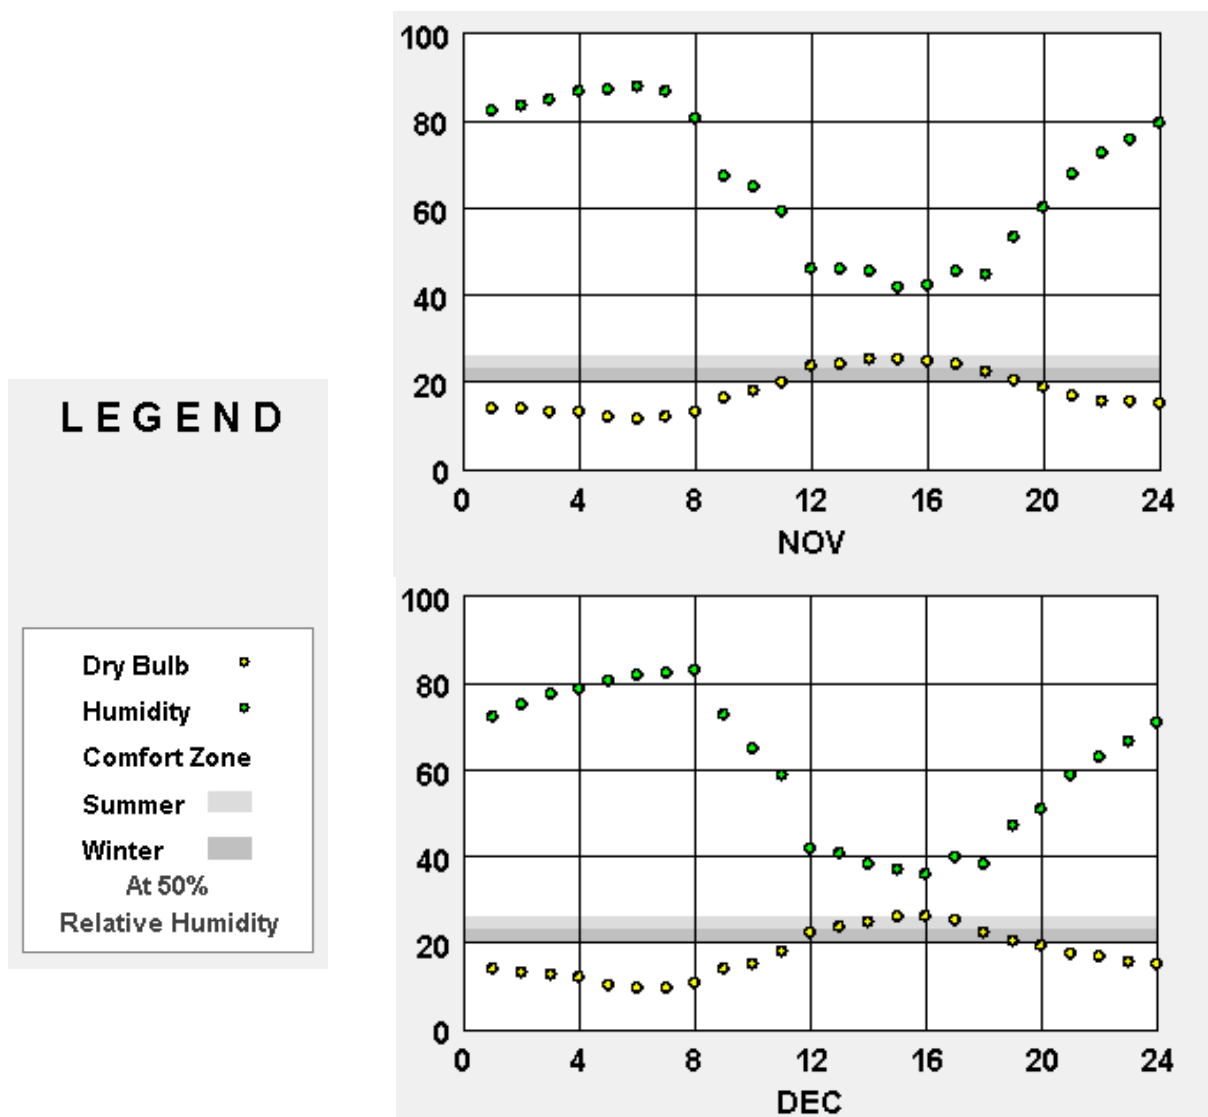 100
80
60
40
20
0
0 4 8 12 16 20 24
NOV
LEGEND
Dry Bulb
Humidity
Comfort Zone
Summer
Winter
At 50%
Relative Humidity
100
80
60
40
20
0
0 4 8 12 16 20 24
DEC